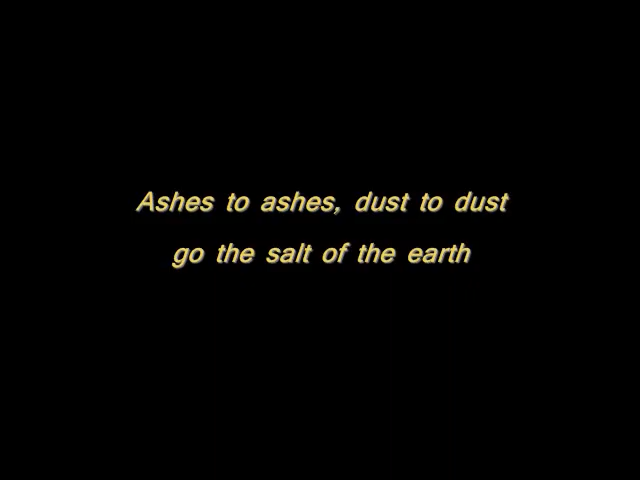 Ashes to ashes, dust to dust
go the salt of the earth